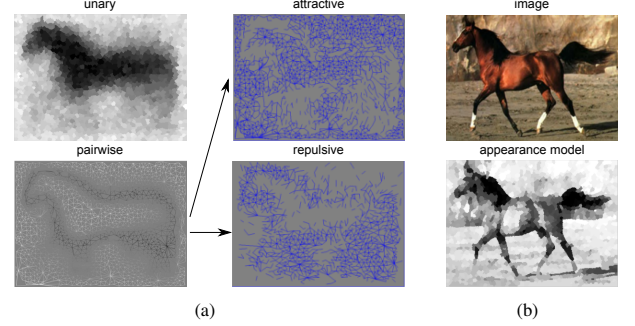 unary
attractive
image
pairwise
repulsive
appearance model
(a)
(b)